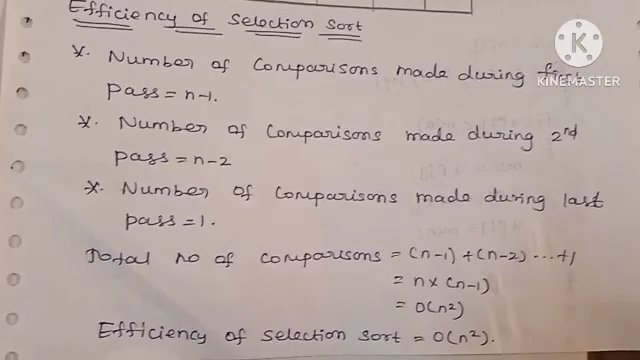 Efficiency of Selection Sort
* Number of Comparisons made during first
pass = n-1.
* Number of Comparisons made during 2nd
pass = n-2
* Number of Comparisons made during last
pass = 1.
Total no of comparisons = (n-1) + (n-2) ... +1
= n x (n-1)
= O(n²)
Efficiency of Selection Sort = O(n²).
KINEMASTER